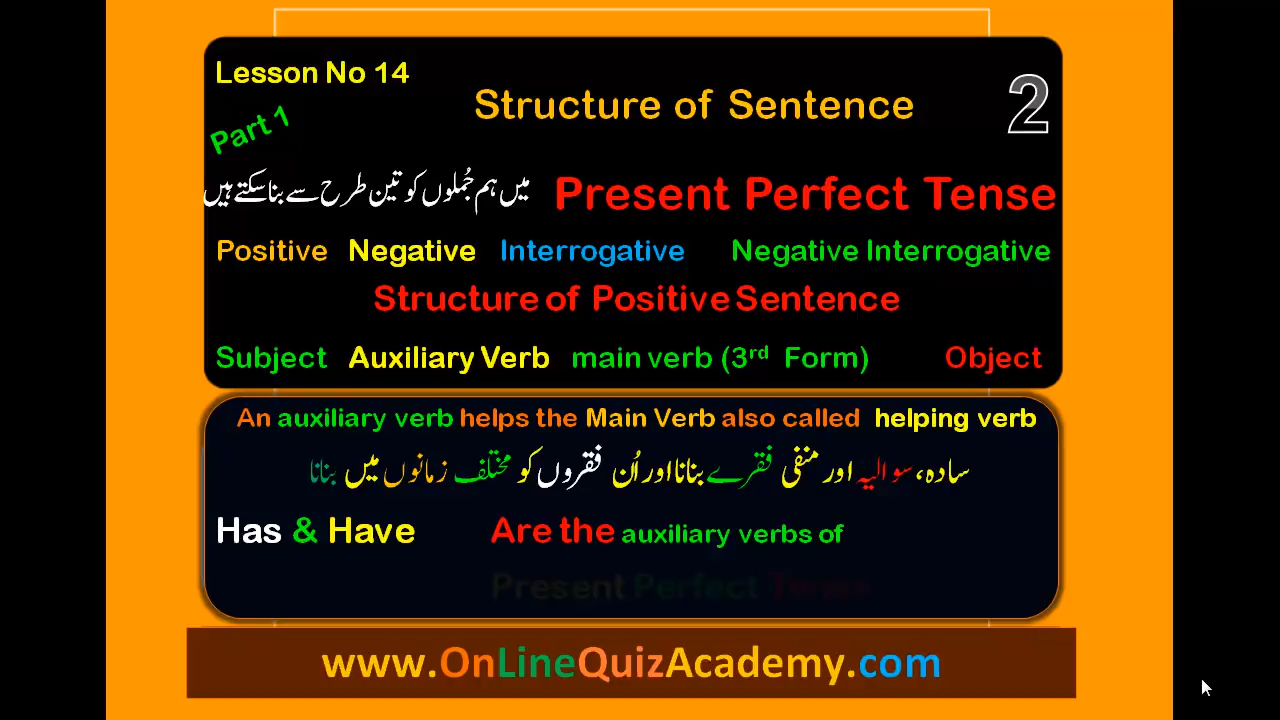 Lesson No 14
Part 1
Structure of Sentence
2
Present Perfect Tense میں ہم جُملوں کو تین طرح سے بنا سکتے ہیں
Positive Negative Interrogative Negative Interrogative
Structure of Positive Sentence
Subject Auxiliary Verb main verb (3rd Form) Object
An auxiliary verb helps the Main Verb also called helping verb
سادہ، سوالیہ اور منفی فقرے بنانا اور اُن فقروں کو مختلف زمانوں میں بنانا
Has & Have Are the auxiliary verbs of
Present Perfect Tense
www.OnLineQuizAcademy.com